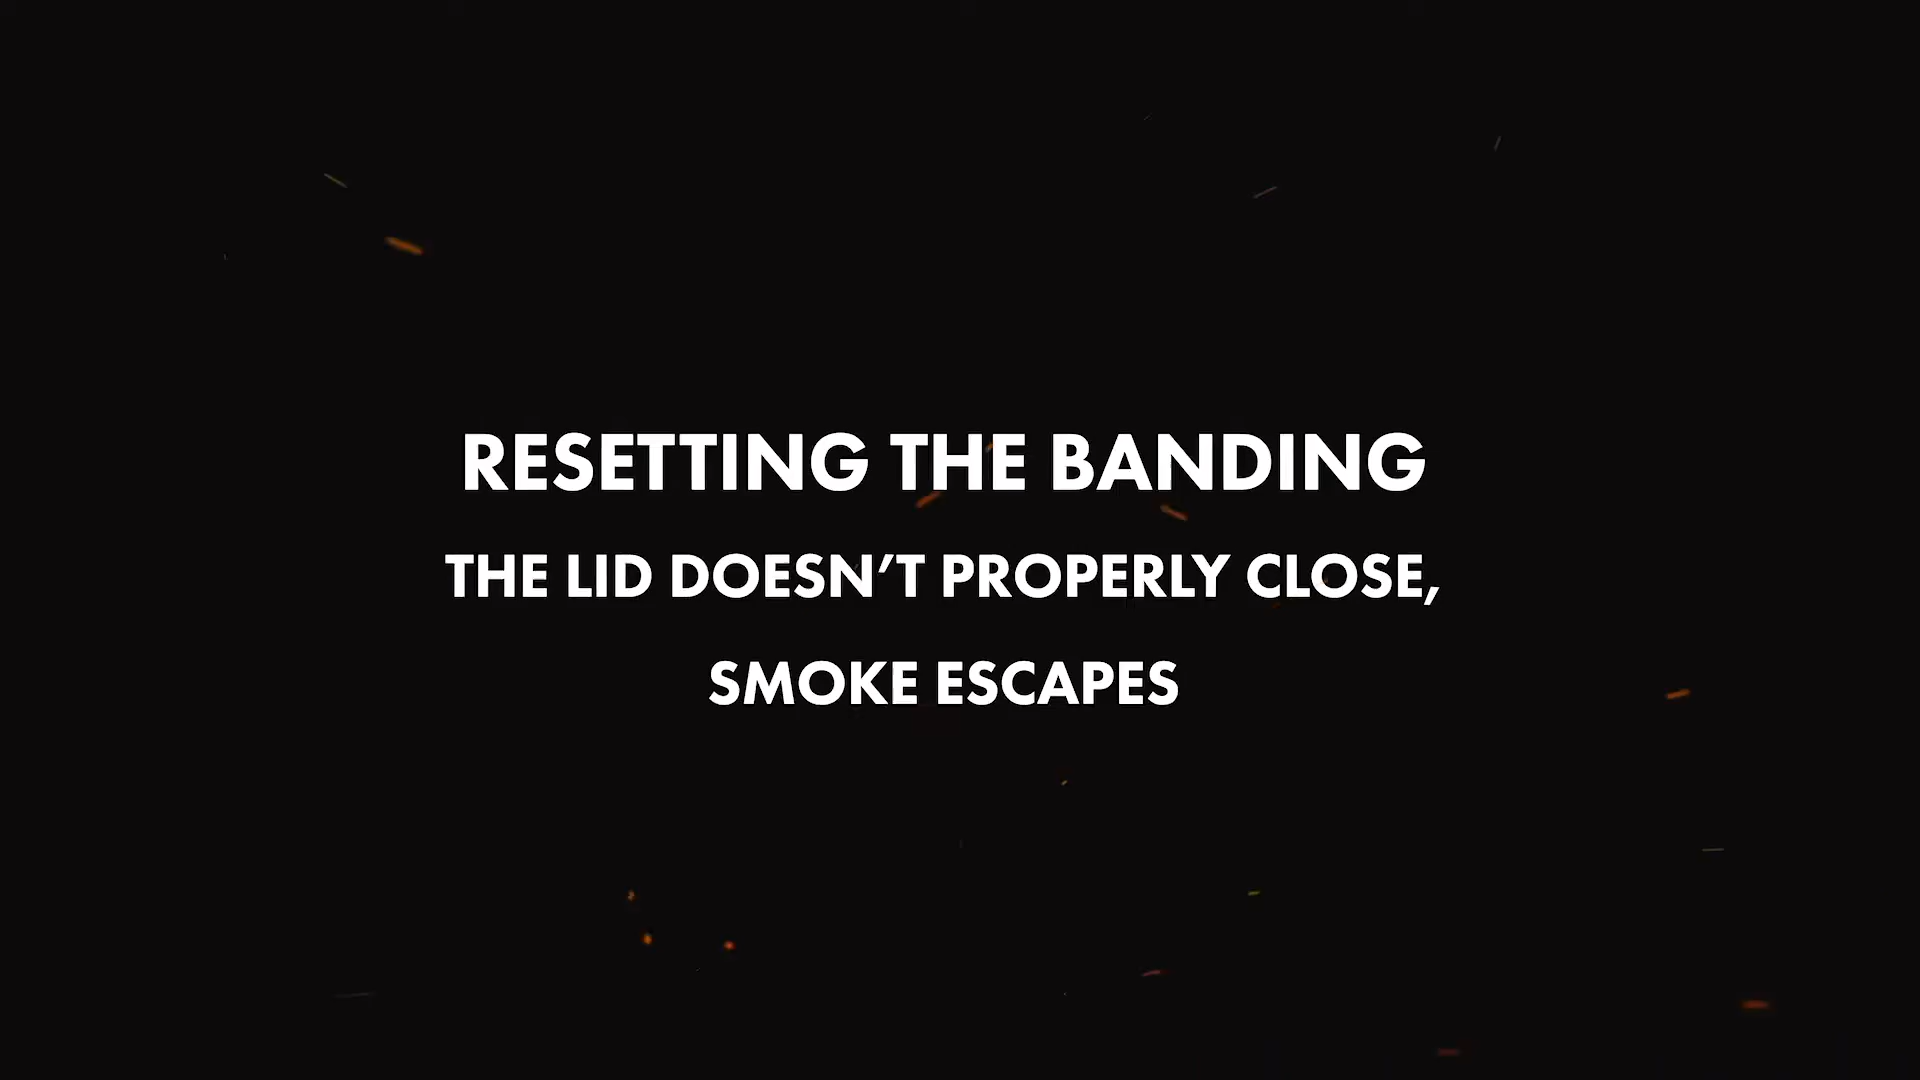 RESETTING THE BANDING
THE LID DOESN’T PROPERLY CLOSE,
SMOKE ESCAPES